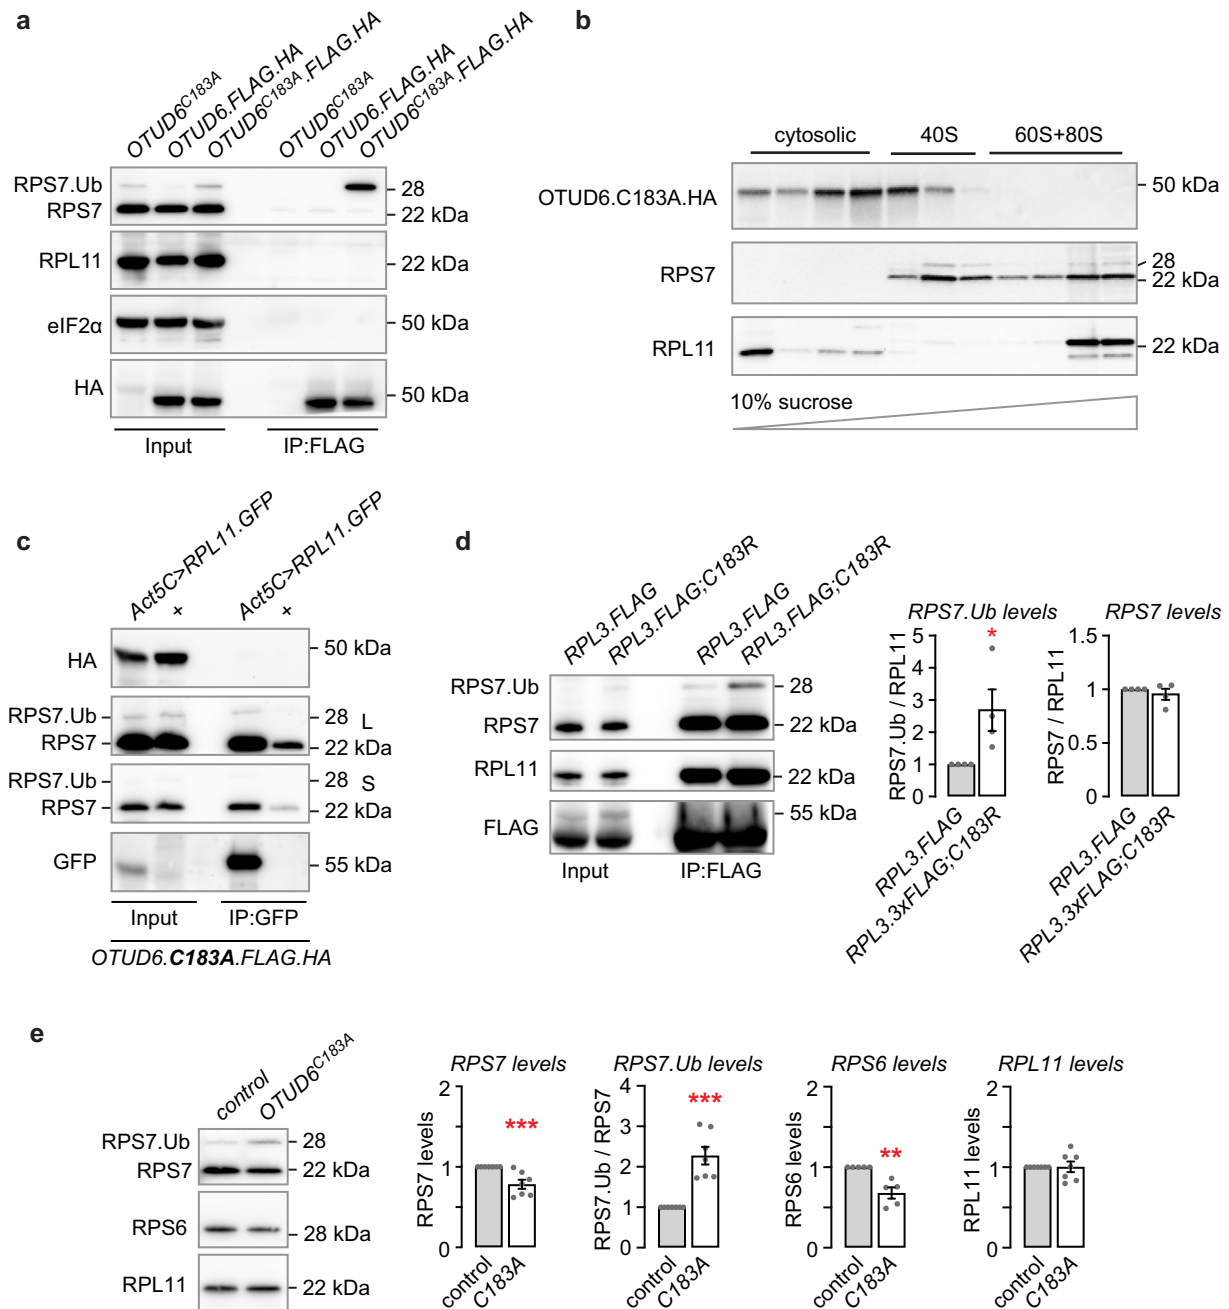 a
OTUD6C183A
OTUD6.FLAG.HA
OTUD6C183A.FLAG.HA
OTUD6C183A
OTUD6.FLAG.HA
OTUD6C183A.FLAG.HA
RPS7.Ub
28
RPS7
22 kDa
RPL11
22 kDa
eIF2α
50 kDa
HA
50 kDa
Input
IP:FLAG
b
cytosolic
40S
60S+80S
OTUD6.C183A.HA
50 kDa
RPS7
28
22 kDa
RPL11
22 kDa
10% sucrose
c
Act5C>RPL11.GFP
+
Act5C>RPL11.GFP
+
HA
50 kDa
RPS7.Ub
28
L
RPS7
22 kDa
RPS7.Ub
28
S
RPS7
22 kDa
GFP
55 kDa
Input
IP:GFP
OTUD6.C183A.FLAG.HA
d
RPL3.FLAG
RPL3.FLAG;C183R
RPL3.FLAG
RPL3.FLAG;C183R
RPS7.Ub
28
RPS7
22 kDa
RPL11
22 kDa
FLAG
55 kDa
Input
IP:FLAG
RPS7.Ub levels
RPS7.Ub / RPL11
5
4
3
2
1
0
*
RPL3.FLAG
RPL3.3xFLAG;C183R
RPS7 levels
RPS7 / RPL11
1.5
1
0.5
0
RPL3.FLAG
RPL3.3xFLAG;C183R
e
control
OTUD6C183A
RPS7.Ub
28
RPS7
22 kDa
RPS6
28 kDa
RPL11
22 kDa
RPS7 levels
RPS7 levels
2
1
0
***
control
C183A
RPS7.Ub levels
RPS7.Ub / RPS7
4
3
2
1
0
***
control
C183A
RPS6 levels
RPS6 levels
2
1
0
**
control
C183A
RPL11 levels
RPL11 levels
2
1
0
control
C183A